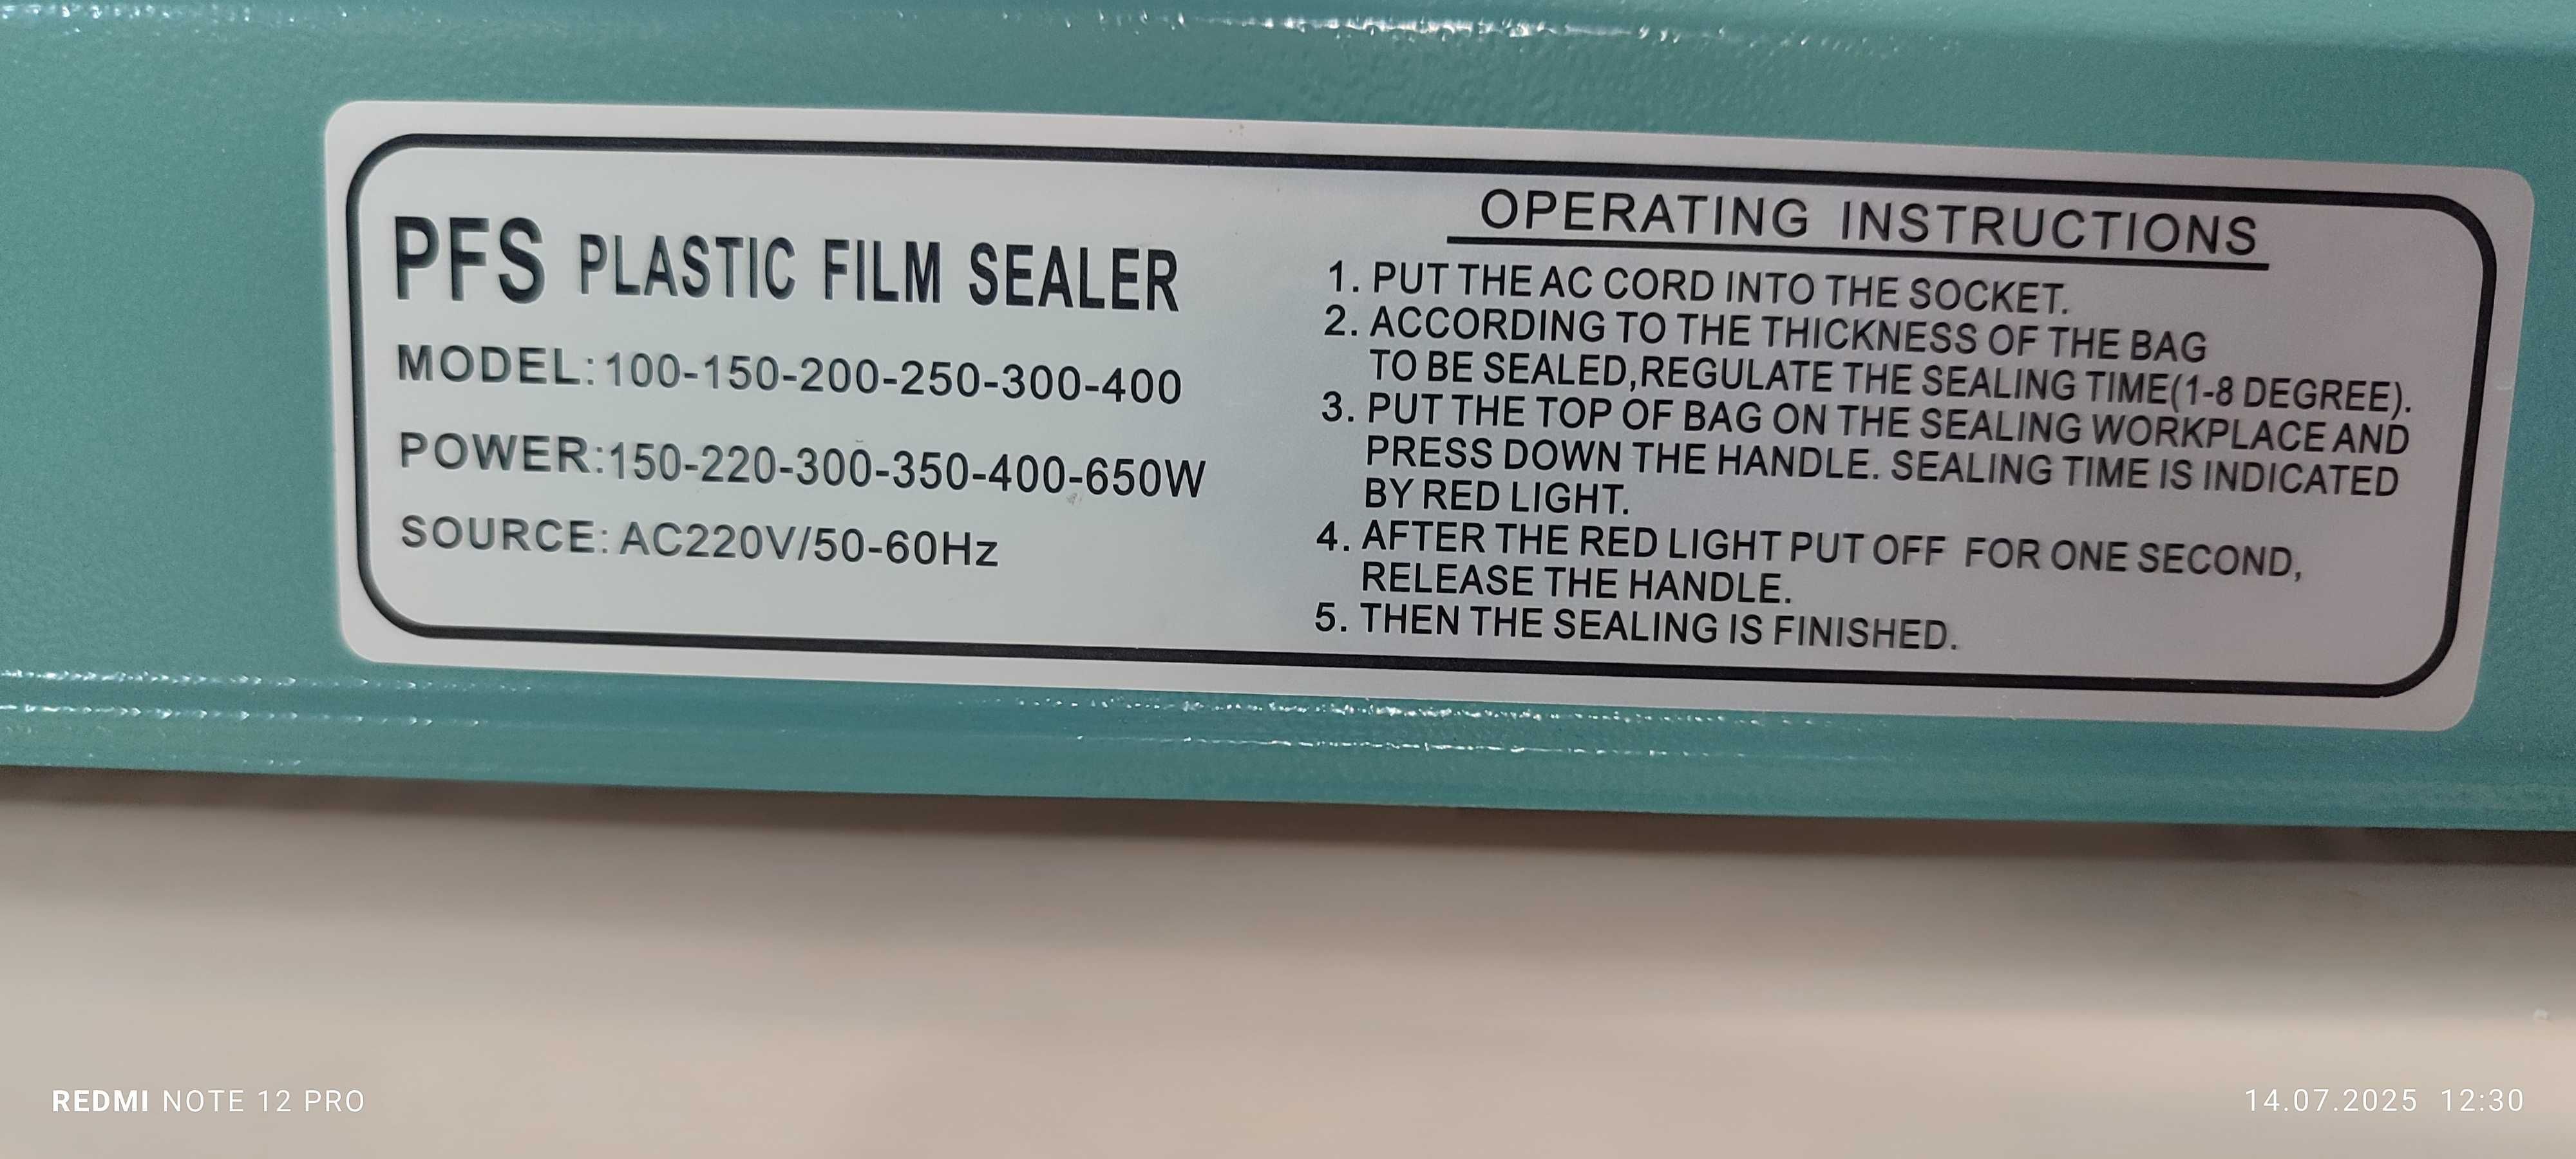 PFS PLASTIC FILM SEALER
MODEL: 100-150-200-250-300-400
POWER:150-220-300-350-400-650W
SOURCE: AC220V/50-60Hz
OPERATING INSTRUCTIONS
1. PUT THE AC CORD INTO THE SOCKET.
2. ACCORDING TO THE THICKNESS OF THE BAG
TO BE SEALED,REGULATE THE SEALING TIME(1-8 DEGREE).
3. PUT THE TOP OF BAG ON THE SEALING WORKPLACE AND
PRESS DOWN THE HANDLE. SEALING TIME IS INDICATED
BY RED LIGHT.
4. AFTER THE RED LIGHT PUT OFF FOR ONE SECOND,
RELEASE THE HANDLE.
5. THEN THE SEALING IS FINISHED.
REDMI NOTE 12 PRO
14.07.2025 12:30